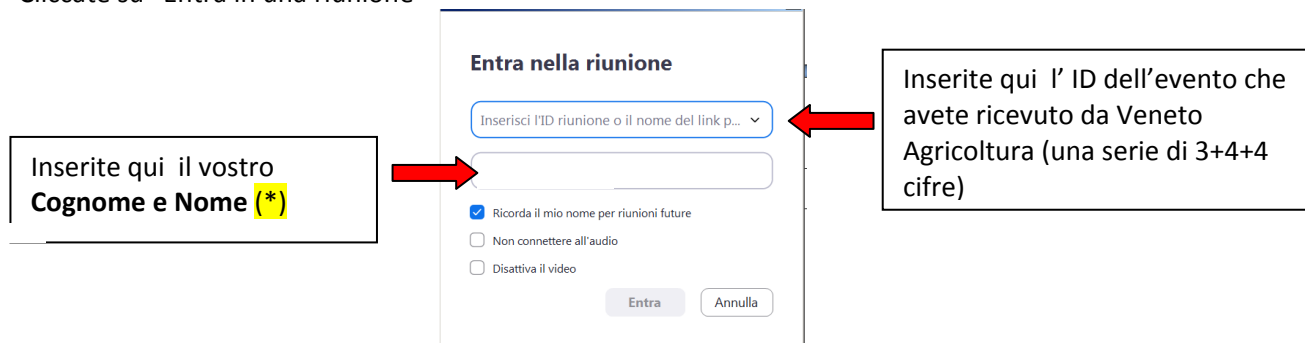 Cliccate su "Entra in una riunione"
Entra nella riunione
Inserisci l'ID riunione o il nome del link p...
Inserite qui l' ID dell'evento che
avete ricevuto da Veneto
Agricoltura (una serie di 3+4+4
cifre)
Inserite qui il vostro
Cognome e Nome (*)
Ricorda il mio nome per riunioni future
Non connettere all'audio
Disattiva il video
Entra
Annulla